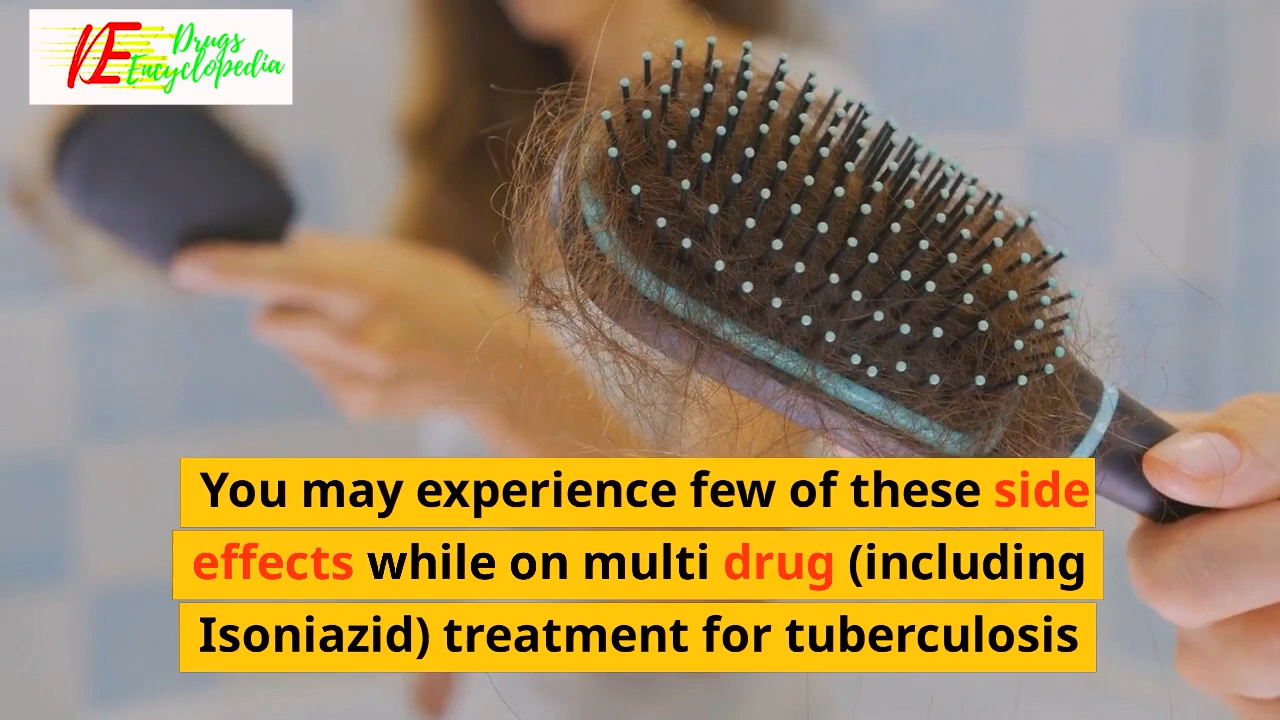 DE Drugs
Encyclopedia
You may experience few of these side
effects while on multi drug (including
Isoniazid) treatment for tuberculosis